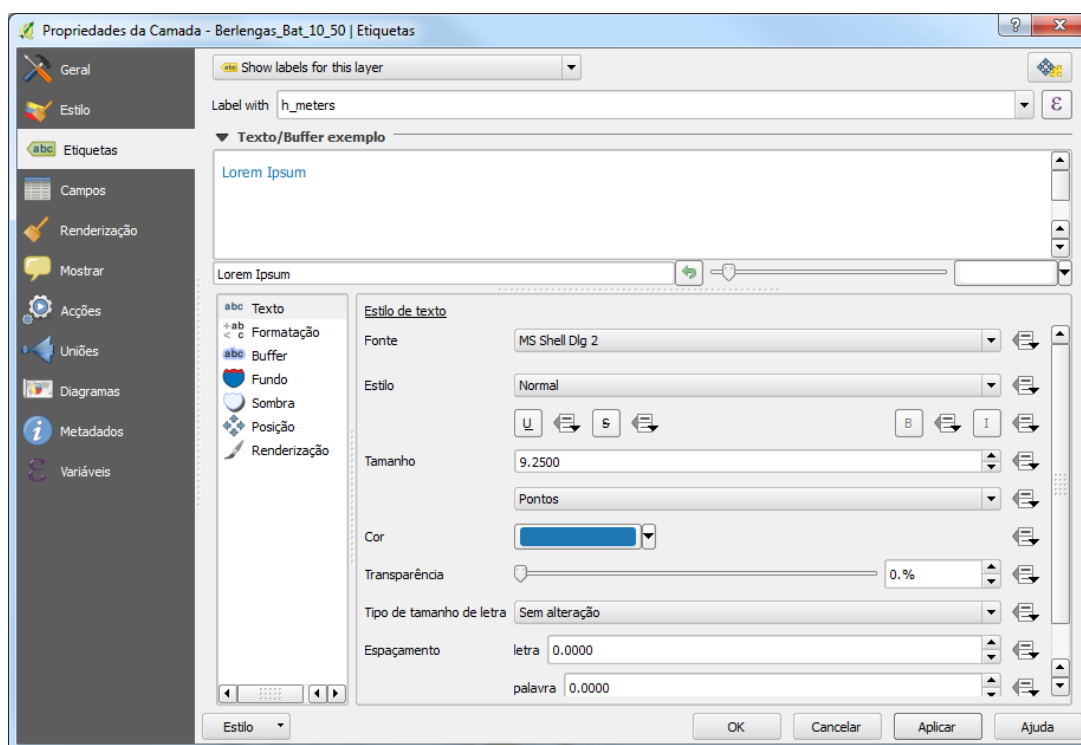 Propriedades da Camada - Berlengas_Bat_10_50 | Etiquetas
Geral
Estilo
abc Etiquetas
Campos
Renderização
Mostrar
Acções
Uniões
Diagramas
Metadados
Variáveis
abc Show labels for this layer
Label with h_meters ε
Texto/Buffer exemplo
Lorem Ipsum
Lorem Ipsum
abc Texto
+ab < c Formatação
abc Buffer
Fundo
Sombra
Posição
Renderização
Estilo de texto
Fonte MS Shell Dlg 2
Estilo Normal
U S B I
Tamanho 9.2500
Pontos
Cor
Transparência 0.%
Tipo de tamanho de letra Sem alteração
Espaçamento letra 0.0000
palavra 0.0000
Estilo OK Cancelar Aplicar Ajuda